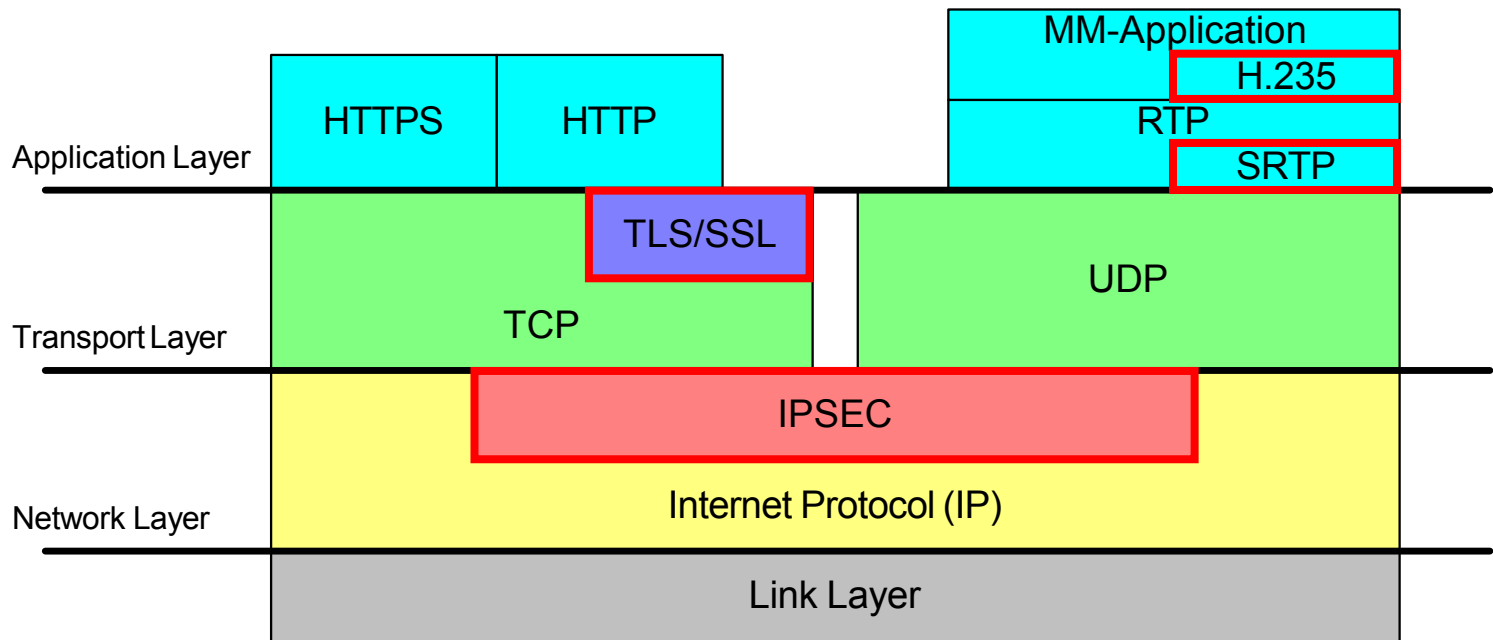 MM-Application
H.235
HTTPS
HTTP
RTP
Application Layer
SRTP
TLS/SSL
UDP
TCP
Transport Layer
IPSEC
Internet Protocol (IP)
Network Layer
Link Layer